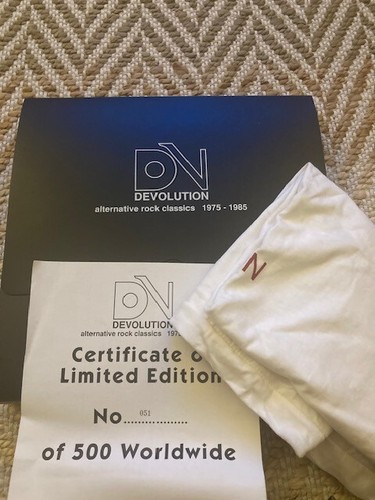 DV
DEVOLUTION
alternative rock classics 1975 - 1985
N
DV
DEVOLUTION
alternative rock classics 197
Certificate o
Limited Edition
No.................. 051
of 500 Worldwide